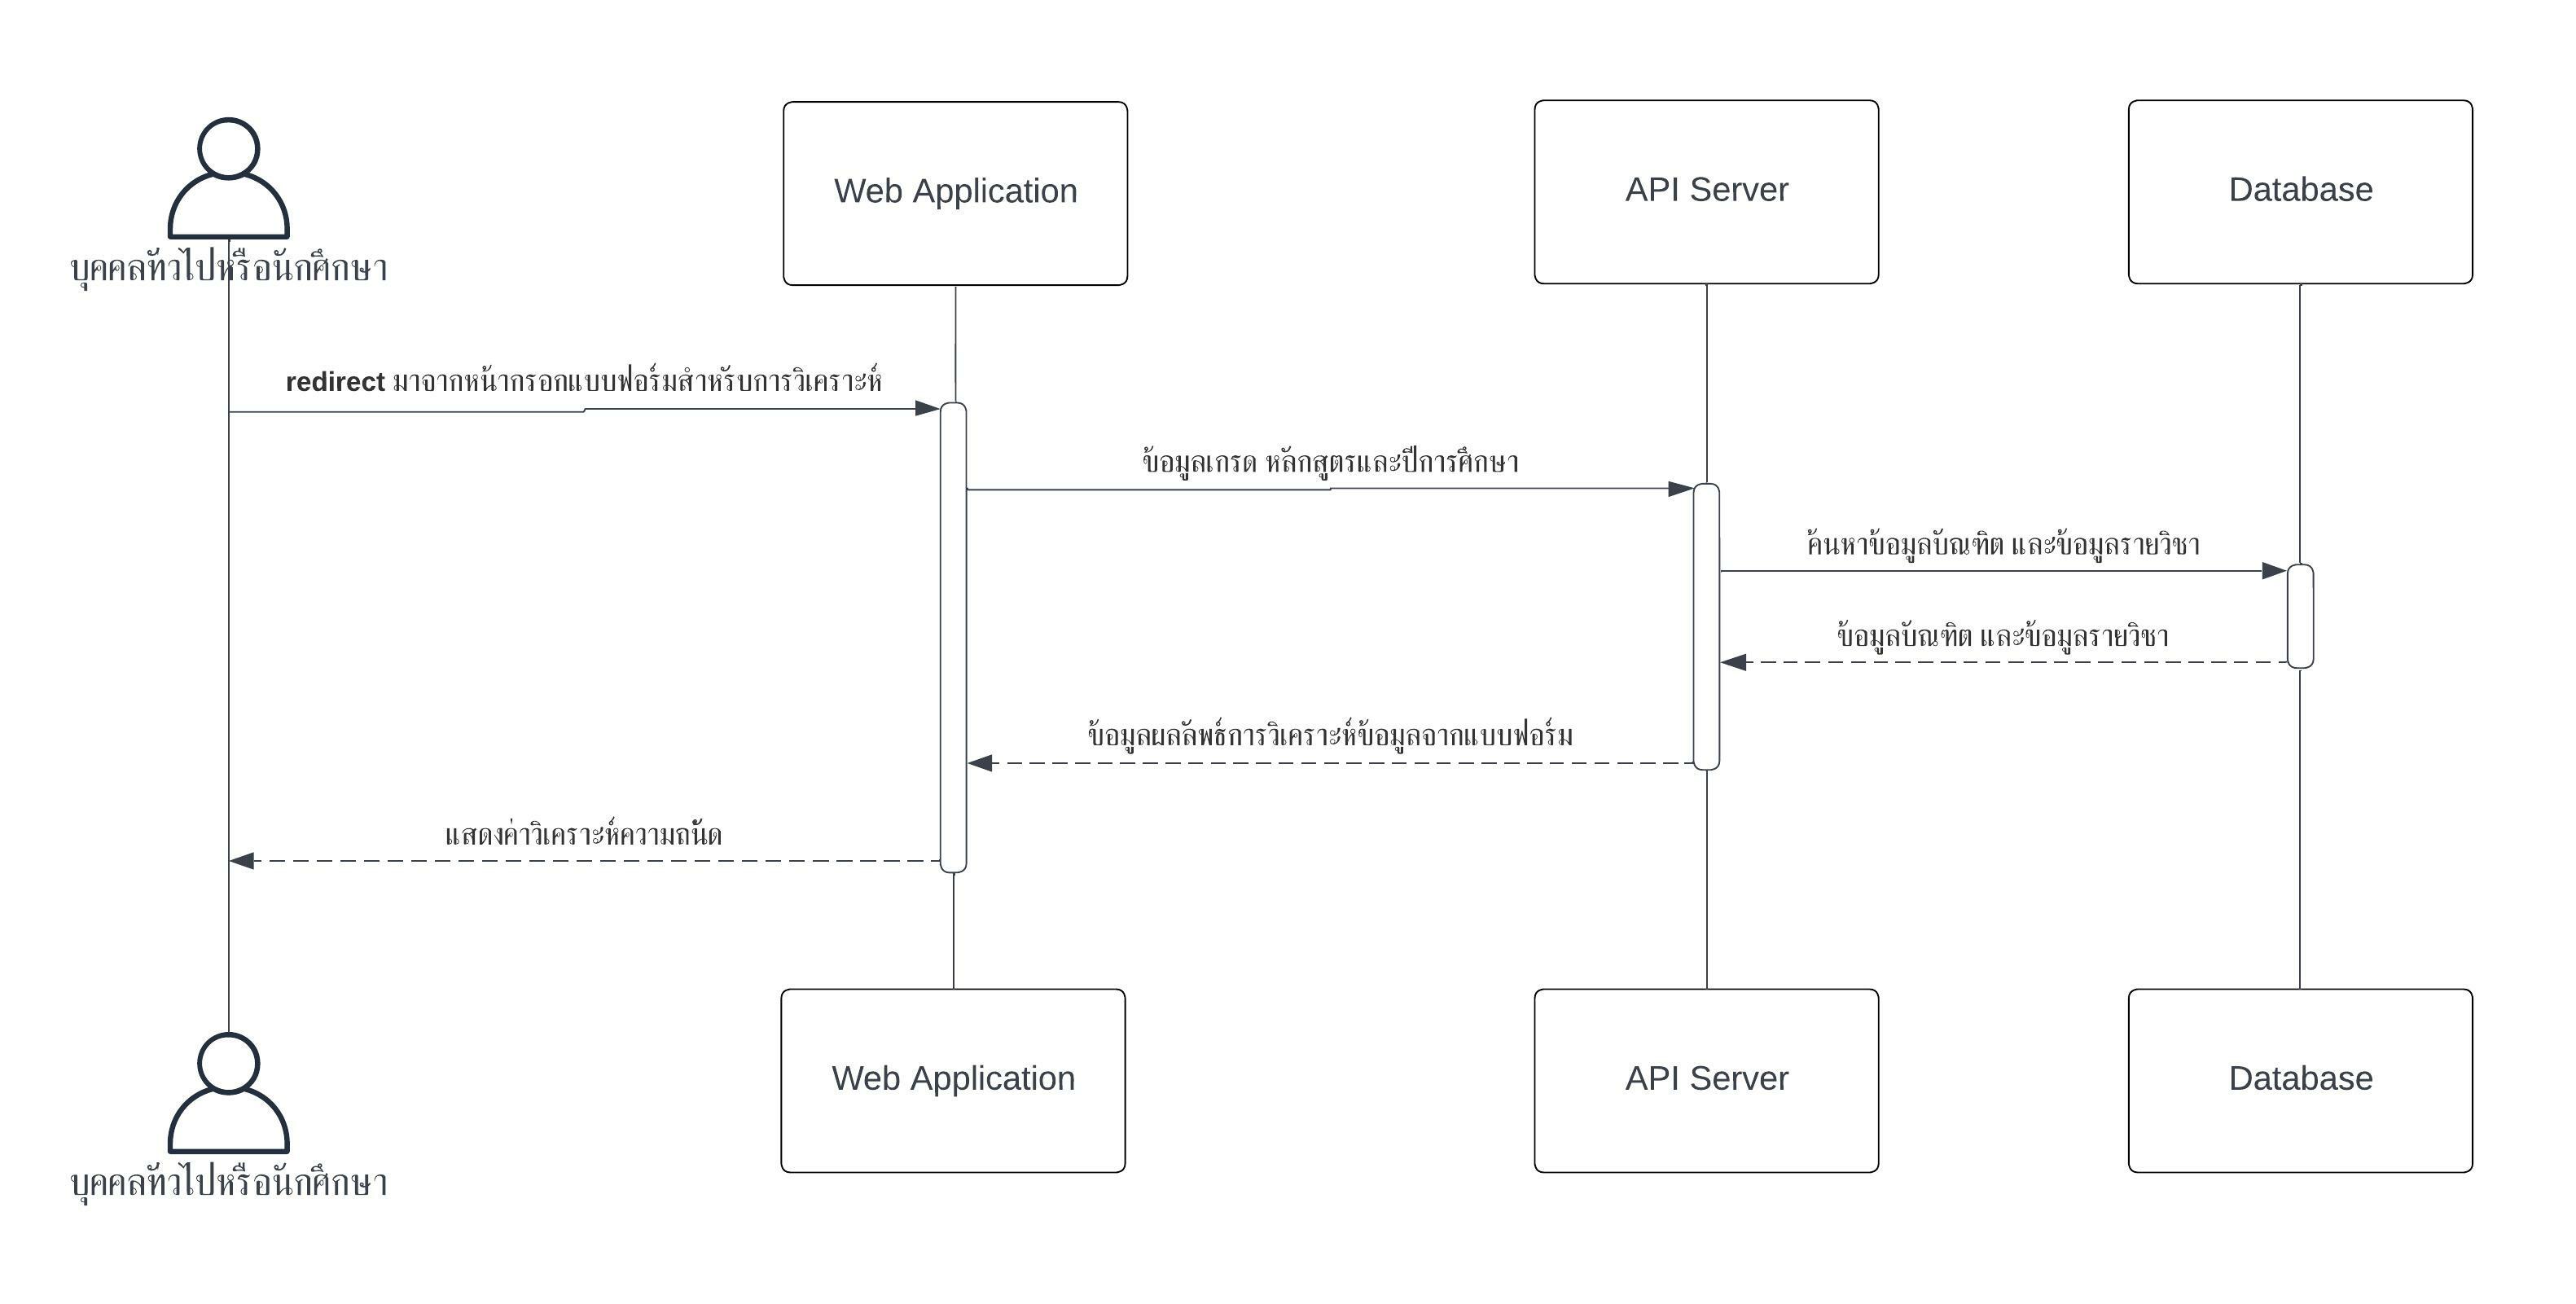 Web Application
API Server
Database
บุคคลทั่วไปหรือนักศึกษา
redirect มาจากหน้ากรอกแบบฟอร์มสำหรับการวิเคราะห์
ข้อมูลเกรด หลักสูตรและปีการศึกษา
ค้นหาข้อมูลบัณฑิต และข้อมูลรายวิชา
ข้อมูลบัณฑิต และข้อมูลรายวิชา
ข้อมูลผลลัพธ์การวิเคราะห์ข้อมูลจากแบบฟอร์ม
แสดงค่าวิเคราะห์ความถนัด
Web Application
API Server
Database
บุคคลทั่วไปหรือนักศึกษา